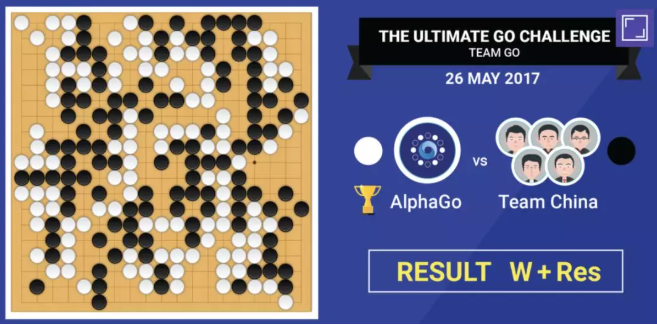 THE ULTIMATE GO CHALLENGE
TEAM GO
26 MAY 2017
vs
AlphaGo
Team China
RESULT W + Res